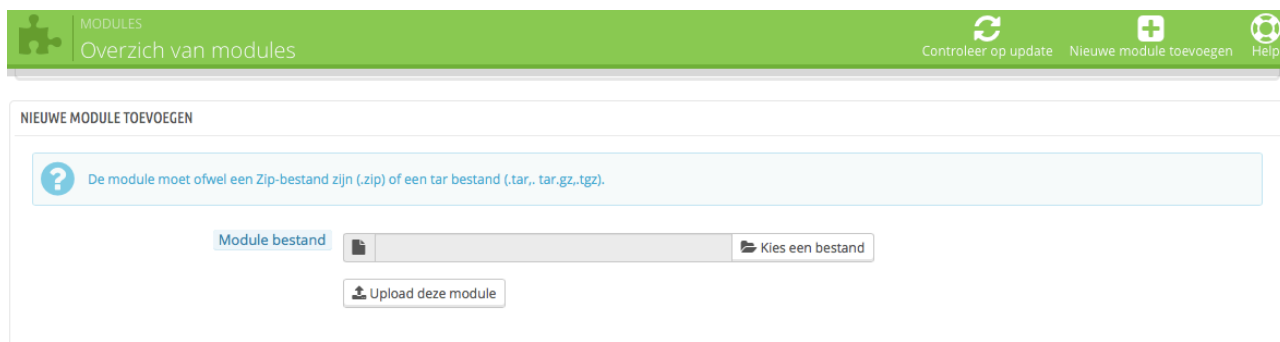 MODULES
Overzich van modules
Controleer op update Nieuwe module toevoegen Help
NIEUWE MODULE TOEVOEGEN
De module moet ofwel een Zip-bestand zijn (.zip) of een tar bestand (.tar,. tar.gz,.tgz).
Module bestand Kies een bestand
Upload deze module